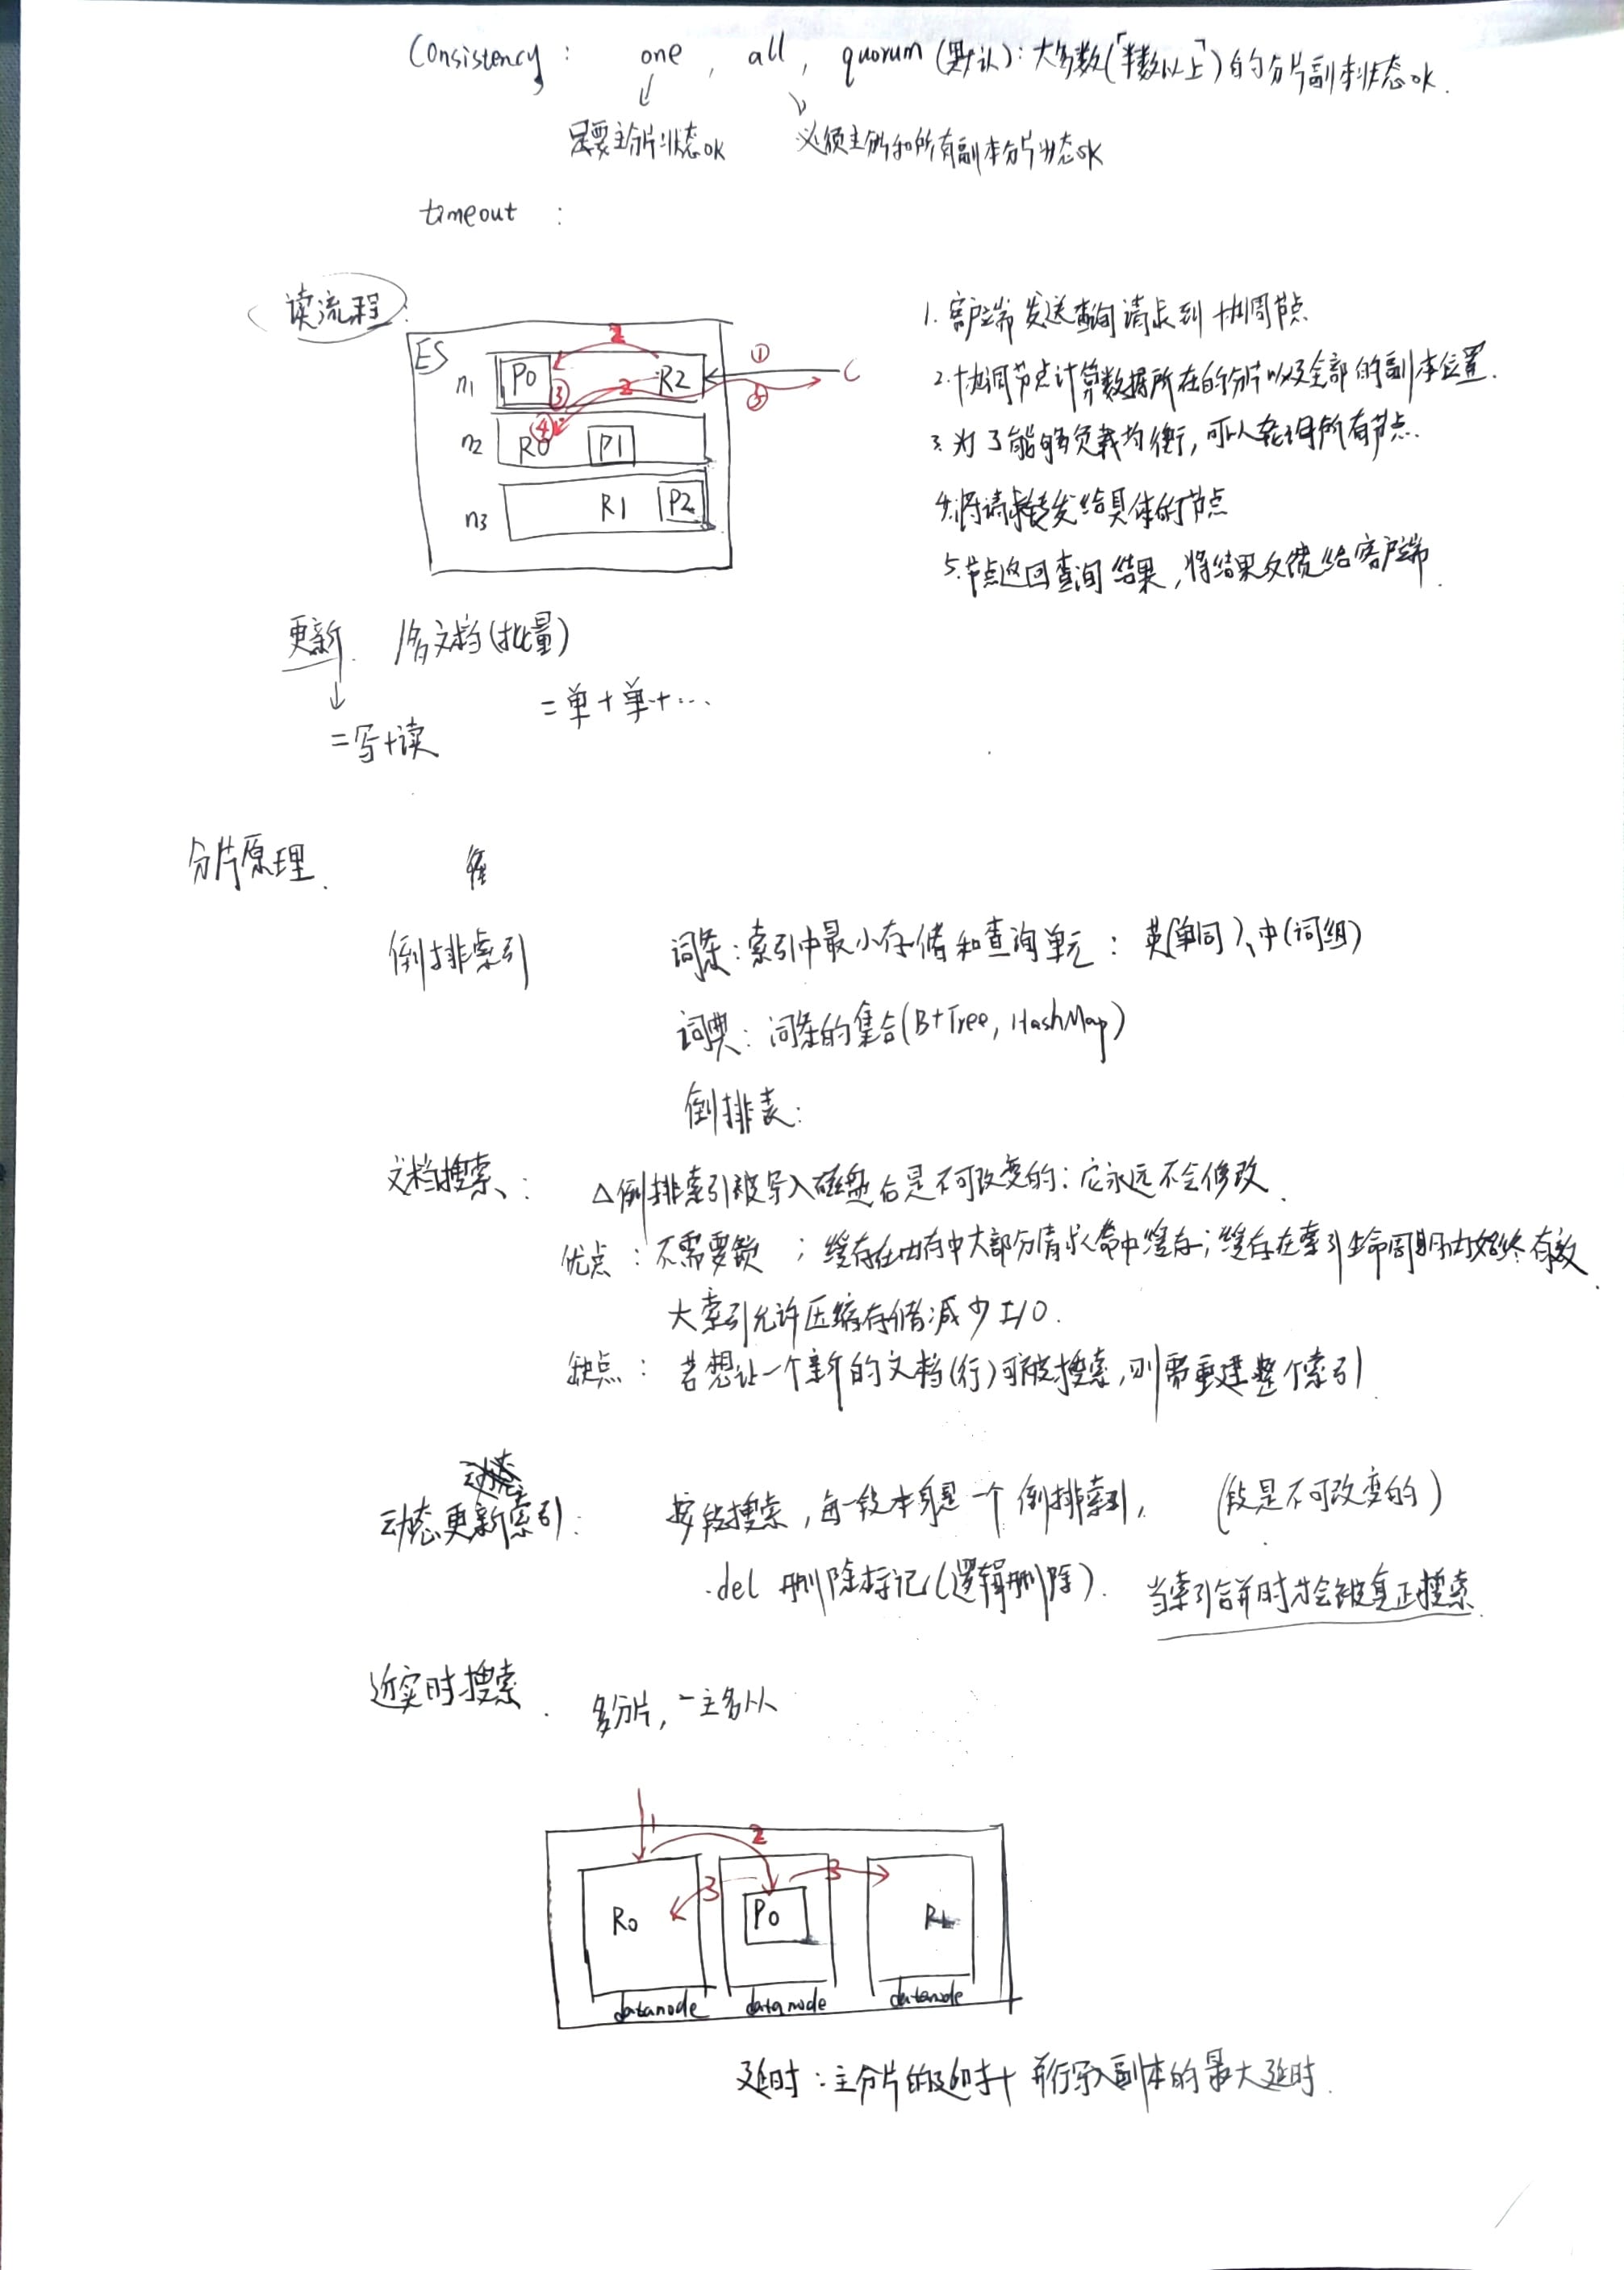 Consistency : one , all , quorum (默认) : 大多数(「半数以上」) 的分片副本状态ok.
只要主分片状态ok 必须主分片和所有副本分片状态ok
timeout :
读流程:
ES
n1 P0 R2
n2 R0 P1
n3 R1 P2
2
2
① ③ ④ ⑤
C
1. 客户端发送查询请求到协调节点
2. 协调节点计算数据所在的分片以及全部的副本位置.
3. 为了能够负载均衡, 可以轮询所有节点.
4. 将请求转发给具体的节点
5. 节点返回查询结果, 将结果反馈给客户端.
更新. / 多文档(批量)
= 单 + 单 + ...
= 写+读
分片原理.
倒排索引 词条: 索引中最小存储和查询单元: 英(单词)、中(词组)
词典: 词条的集合(B+Tree, HashMap)
倒排表:
文档搜索: △倒排索引被写入磁盘后是不可改变的: 它永远不会修改.
优点: 不需要锁 ; 缓存在内存中大部分请求命中缓存; 缓存在索引生命周期内始终有效.
大索引允许压缩存储减少I/O.
缺点: 若想让一个新的文档(行)可被搜索, 则需重建整个索引
动态更新索引: 按段搜索, 每一段本身是一个倒排索引, (段是不可改变的)
.del 删除标记(逻辑删除). 当索引合并时才会被真正搜索.
近实时搜索. 多分片, 一主多从
1 2 3 3
R0 P0 R1
datanode datanode datanode
延时: 主分片的延时+ 并行写入副本的最大延时.